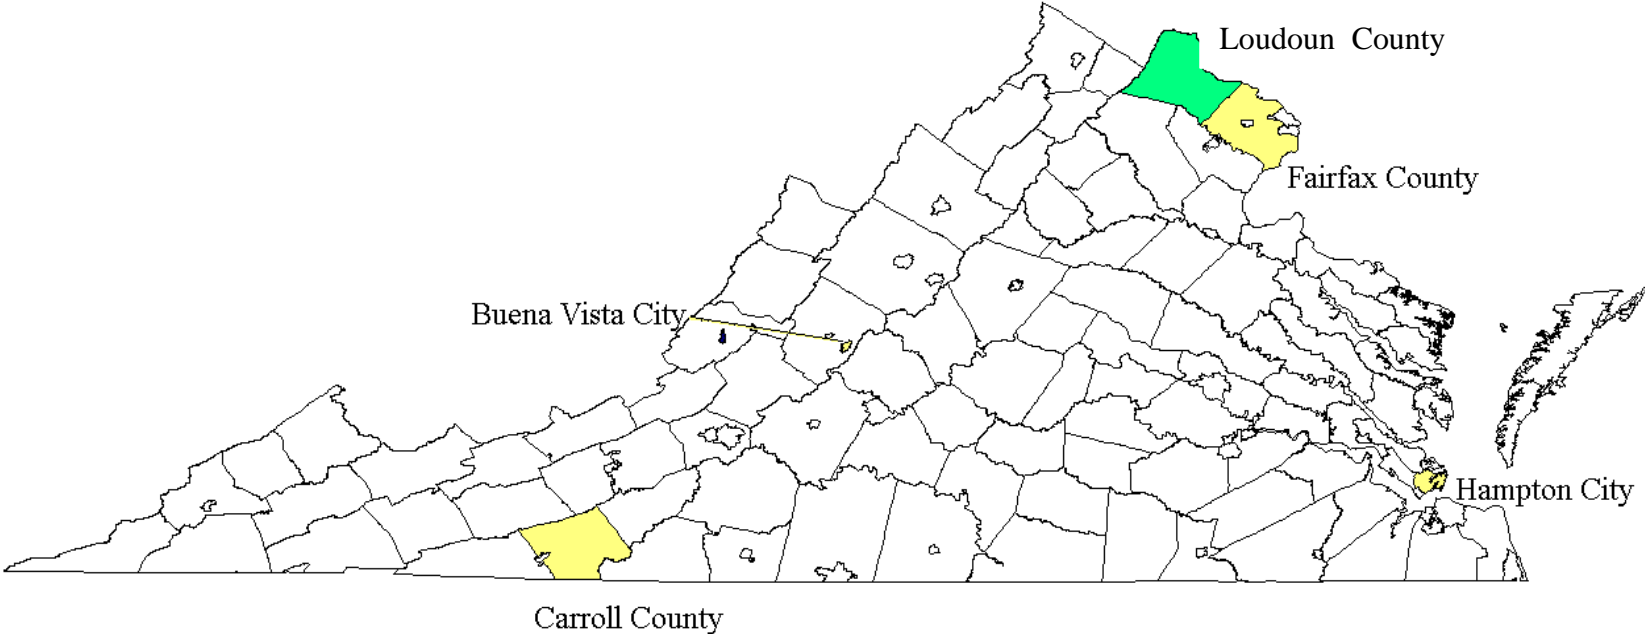 Loudoun County
Fairfax County
Buena Vista City
Hampton City
Carroll County